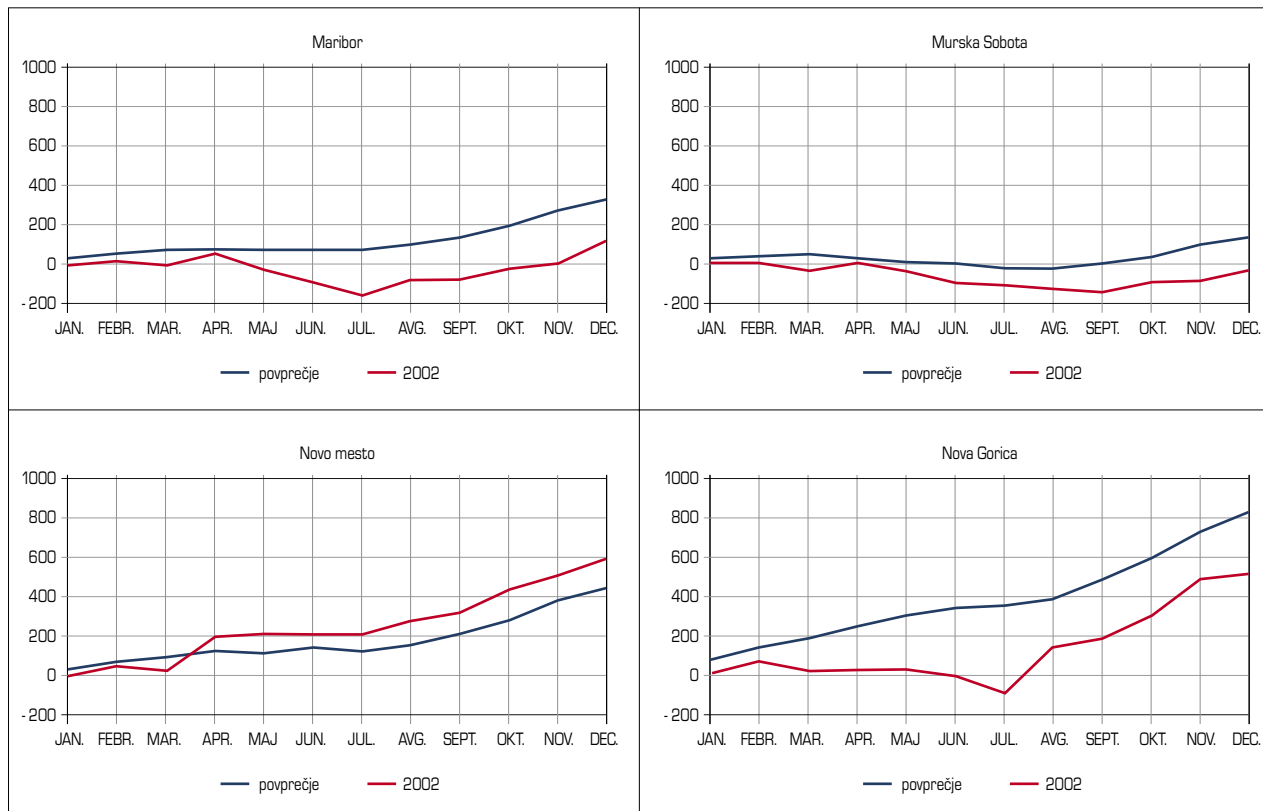 Maribor
1000
800
600
400
200
0
- 200
JAN. FEBR. MAR. APR. MAJ JUN. JUL. AVG. SEPT. OKT. NOV. DEC.
povprečje 2002
Murska Sobota
1000
800
600
400
200
0
- 200
JAN. FEBR. MAR. APR. MAJ JUN. JUL. AVG. SEPT. OKT. NOV. DEC.
povprečje 2002
Novo mesto
1000
800
600
400
200
0
- 200
JAN. FEBR. MAR. APR. MAJ JUN. JUL. AVG. SEPT. OKT. NOV. DEC.
povprečje 2002
Nova Gorica
1000
800
600
400
200
0
- 200
JAN. FEBR. MAR. APR. MAJ JUN. JUL. AVG. SEPT. OKT. NOV. DEC.
povprečje 2002